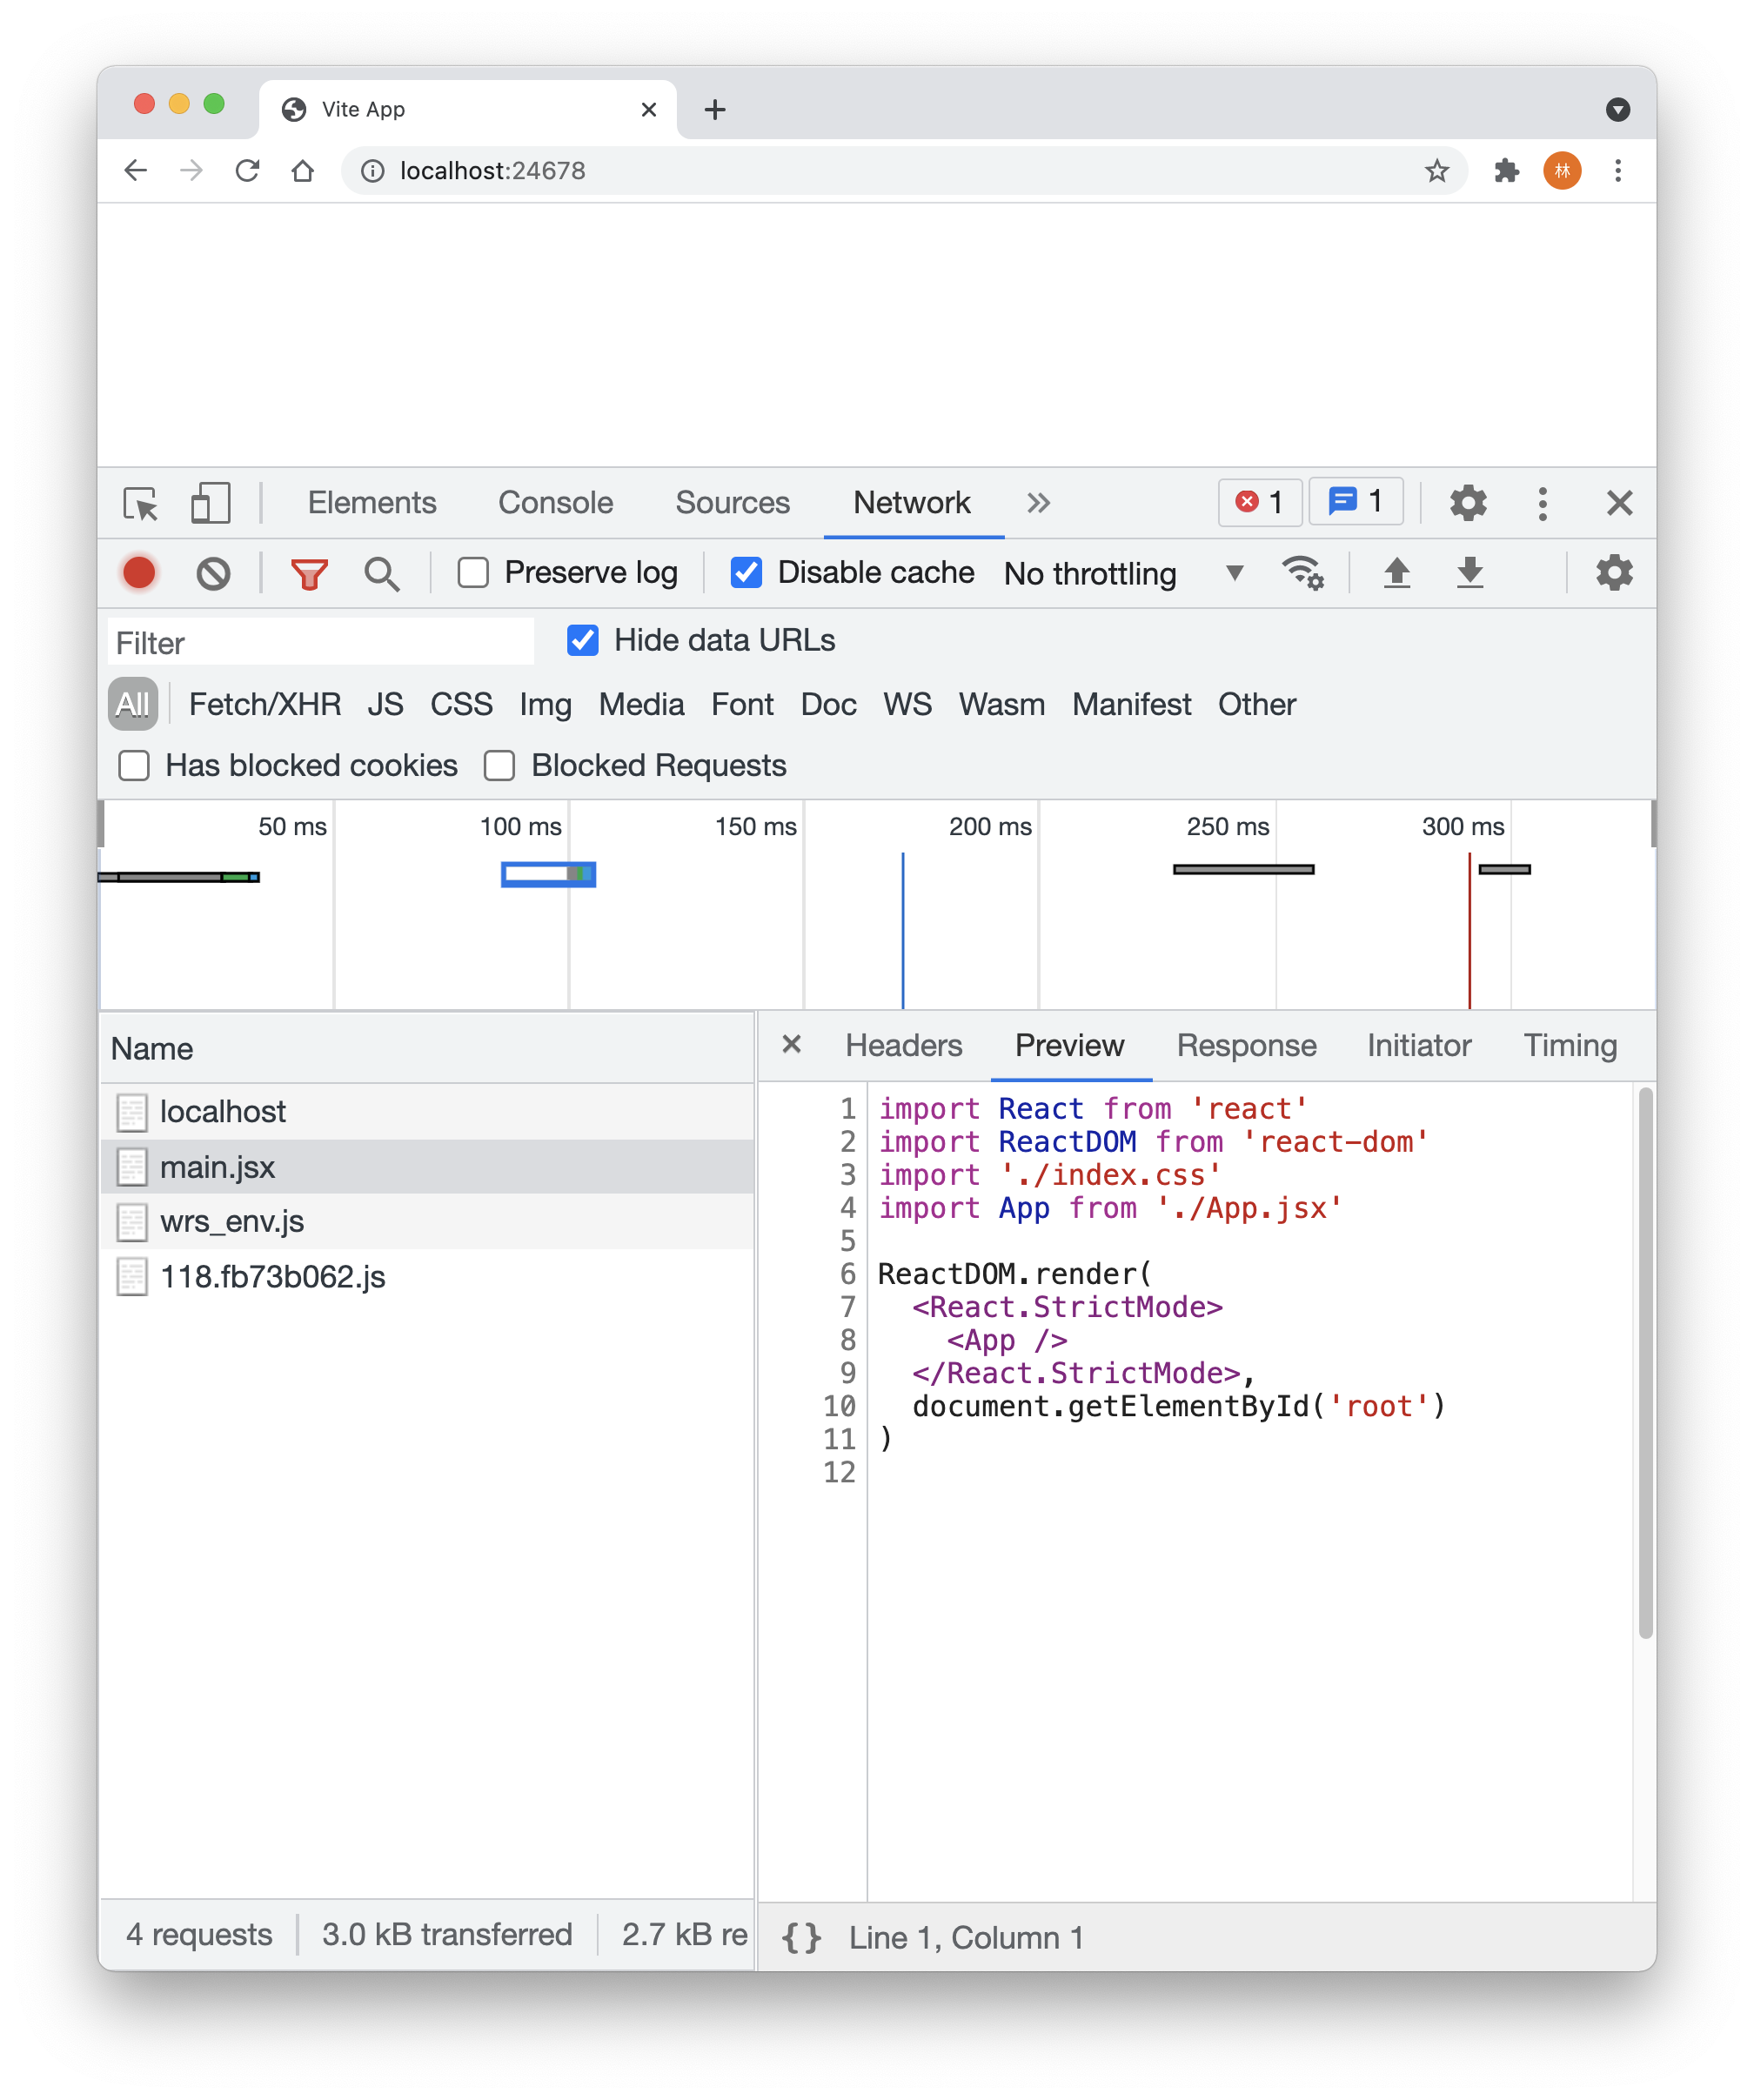 Vite App
localhost:24678
林
Elements Console Sources Network 1 1
Preserve log Disable cache No throttling
Filter Hide data URLs
All Fetch/XHR JS CSS Img Media Font Doc WS Wasm Manifest Other
Has blocked cookies Blocked Requests
50 ms 100 ms 150 ms 200 ms 250 ms 300 ms
Name
localhost
main.jsx
wrs_env.js
118.fb73b062.js
4 requests 3.0 kB transferred 2.7 kB re
Headers Preview Response Initiator Timing
1 import React from 'react'
2 import ReactDOM from 'react-dom'
3 import './index.css'
4 import App from './App.jsx'
5
6 ReactDOM.render(
7   <React.StrictMode>
8     <App />
9   </React.StrictMode>,
10   document.getElementById('root')
11 )
12
{} Line 1, Column 1